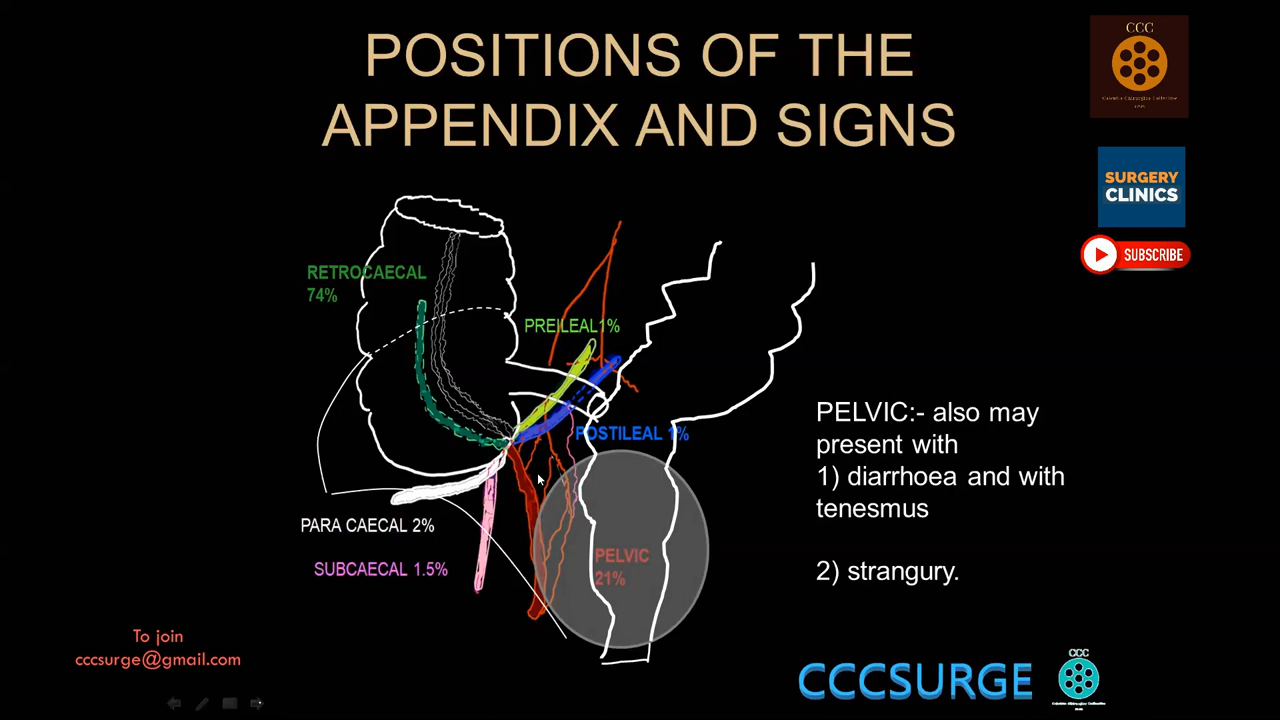 POSITIONS OF THE
APPENDIX AND SIGNS
CCC
SURGERY
CLINICS
SUBSCRIBE
RETROCAECAL
74%
PREILEAL1%
POSTILEAL 1%
PELVIC:- also may
present with
1) diarrhoea and with
tenesmus
2) strangury.
PARA CAECAL 2%
PELVIC
21%
SUBCAECAL 1.5%
To join
cccsurge@gmail.com
CCCSURGE
CCC